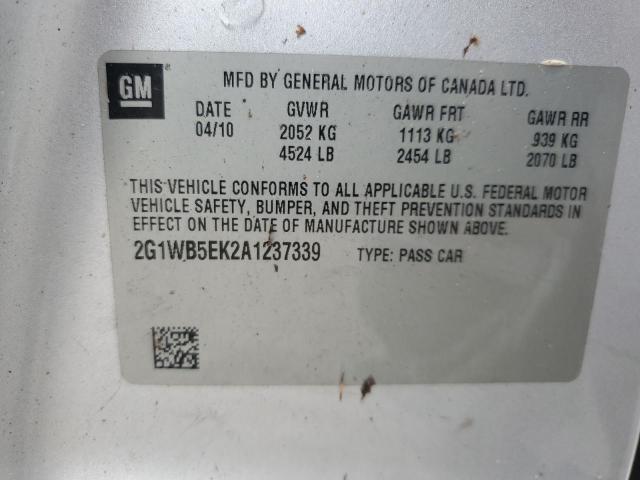 GM
MFD BY GENERAL MOTORS OF CANADA LTD.
DATE GVWR GAWR FRT GAWR RR
04/10 2052 KG 1113 KG 939 KG
4524 LB 2454 LB 2070 LB
THIS VEHICLE CONFORMS TO ALL APPLICABLE U.S. FEDERAL MOTOR
VEHICLE SAFETY, BUMPER, AND THEFT PREVENTION STANDARDS IN
EFFECT ON THE DATE OF MANUFACTURE SHOWN ABOVE.
2G1WB5EK2A1237339 TYPE: PASS CAR